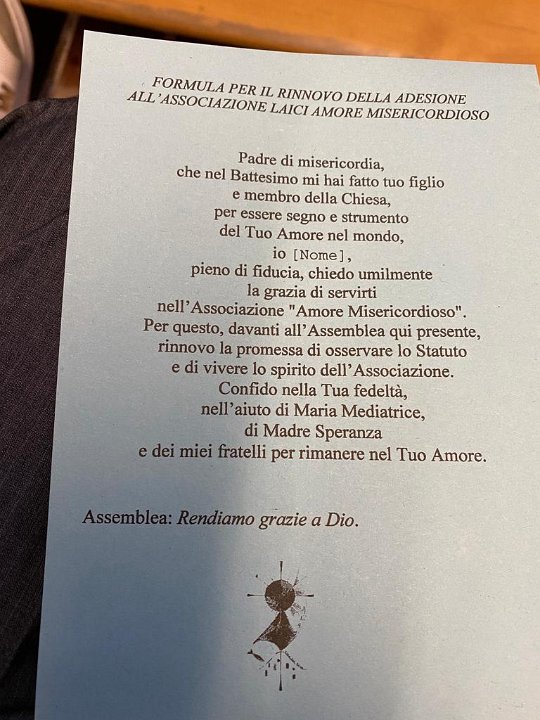 FORMULA PER IL RINNOVO DELLA ADESIONE
ALL'ASSOCIAZIONE LAICI AMORE MISERICORDIOSO
Padre di misericordia,
che nel Battesimo mi hai fatto tuo figlio
e membro della Chiesa,
per essere segno e strumento
del Tuo Amore nel mondo,
io [Nome],
pieno di fiducia, chiedo umilmente
la grazia di servirti
nell'Associazione "Amore Misericordioso".
Per questo, davanti all'Assemblea qui presente,
rinnovo la promessa di osservare lo Statuto
e di vivere lo spirito dell'Associazione.
Confido nella Tua fedeltà,
nell'aiuto di Maria Mediatrice,
di Madre Speranza
e dei miei fratelli per rimanere nel Tuo Amore.
Assemblea: Rendiamo grazie a Dio.